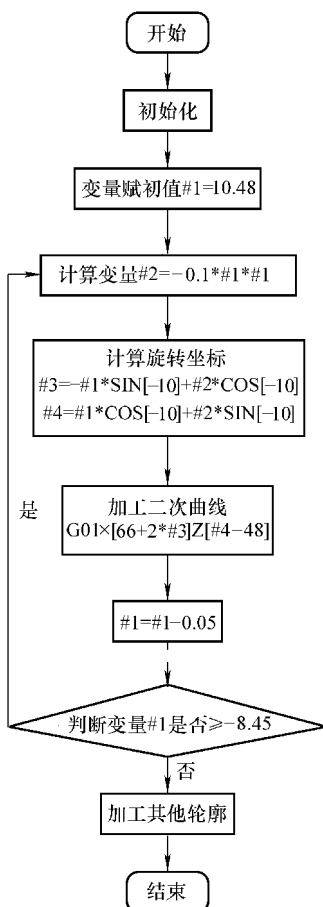 开始
初始化
变量赋初值#1=10.48
计算变量#2=-0.1*#1*#1
计算旋转坐标
#3=-#1*SIN[-10]+#2*COS[-10]
#4=#1*COS[-10]+#2*SIN[-10]
加工二次曲线
G01×[66+2*#3]Z[#4-48]
是
#1=#1-0.05
判断变量#1是否≥-8.45
否
加工其他轮廓
结束